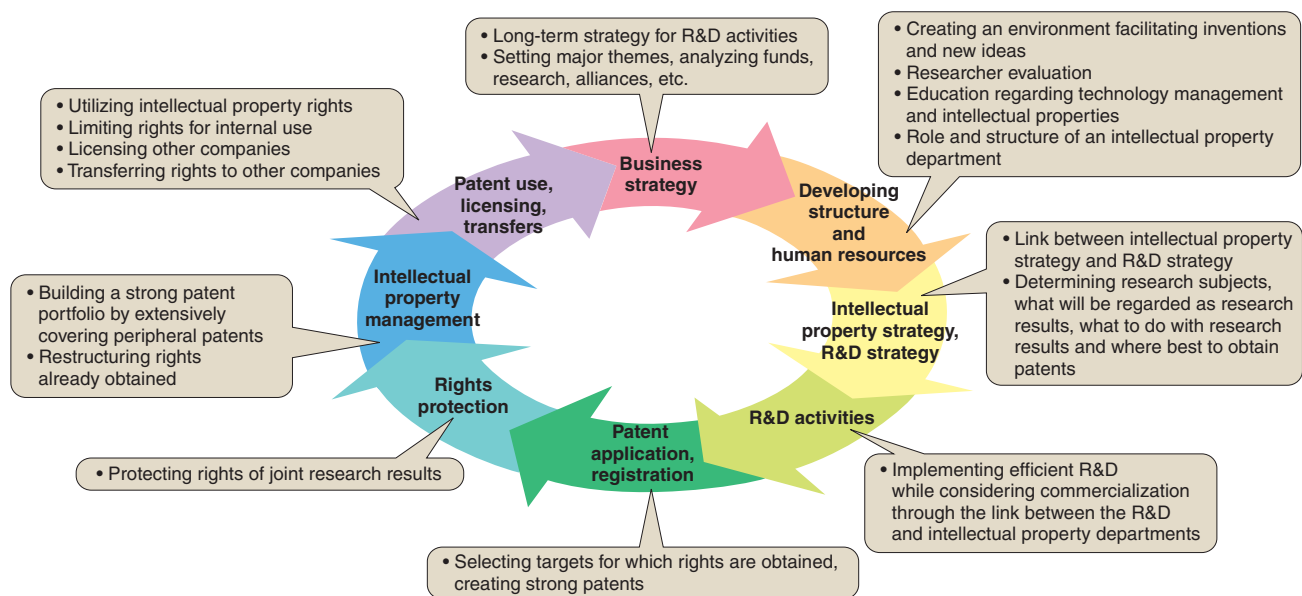 • Long-term strategy for R&D activities
• Setting major themes, analyzing funds,
research, alliances, etc.
• Creating an environment facilitating inventions
and new ideas
• Researcher evaluation
• Education regarding technology management
and intellectual properties
• Role and structure of an intellectual property
department
• Utilizing intellectual property rights
• Limiting rights for internal use
• Licensing other companies
• Transferring rights to other companies
Business
strategy
Patent use,
licensing,
transfers
Developing
structure
and
human resources
• Link between intellectual property
strategy and R&D strategy
• Determining research subjects,
what will be regarded as research
results, what to do with research
results and where best to obtain
patents
Intellectual
property
management
• Building a strong patent
portfolio by extensively
covering peripheral patents
• Restructuring rights
already obtained
Intellectual
property strategy,
R&D strategy
Rights
protection
R&D activities
Patent
application,
registration
• Protecting rights of joint research results
• Implementing efficient R&D
while considering commercialization
through the link between the R&D
and intellectual property departments
• Selecting targets for which rights are obtained,
creating strong patents